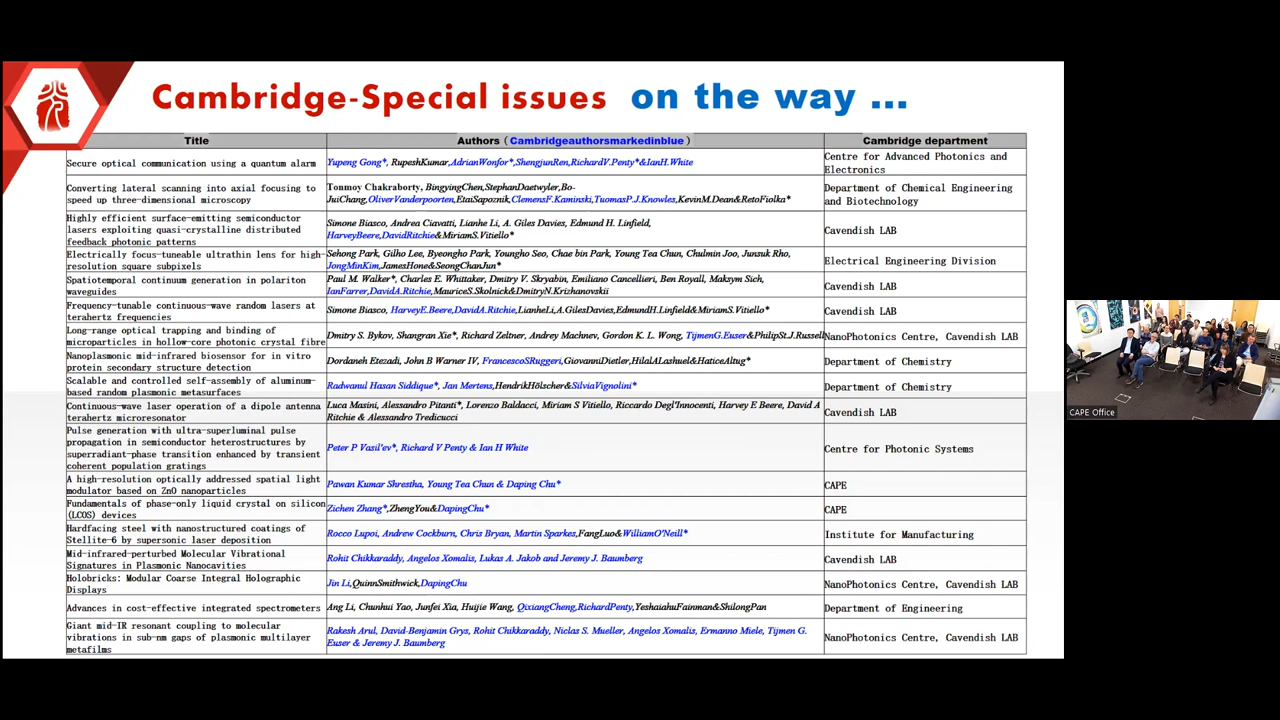 Cambridge-Special issues on the way ...
Title
Authors (Cambridgeauthorsmarkedinblue)
Cambridge department
Secure optical communication using a quantum alarm
Yupeng Gong*, RupeshKumar,AdrianWonfor*,ShengjunRen,RichardV.Penty*&IanH.White
Centre for Advanced Photonics and
Electronics
Converting lateral scanning into axial focusing to
speed up three-dimensional microscopy
Tonmoy Chakraborty, BingyingChen,StephanDaetwyler,Bo-
JuiChang,OliverVanderpoorten,EtaiSapoznik,ClemensF.Kaminski,TuomasP.J.Knowles,KevinM.Dean&RetoFiolka*
Department of Chemical Engineering
and Biotechnology
Highly efficient surface-emitting semiconductor
lasers exploiting quasi-crystalline distributed
feedback photonic patterns
Simone Biasco, Andrea Ciavatti, Lianhe Li, A. Giles Davies, Edmund H. Linfield,
HarveyBeere,DavidRitchie&MiriamS.Vitiello*
Cavendish LAB
Electrically focus-tuneable ultrathin lens for high-
resolution square subpixels
Sehong Park, Gilho Lee, Byeongho Park, Youngho Seo, Chae bin Park, Young Tea Chun, Chulmin Joo, Junsuk Rho,
JongMinKim,JamesHone&SeongChanJun*
Electrical Engineering Division
Spatiotemporal continuum generation in polariton
waveguides
Paul M. Walker*, Charles E. Whittaker, Dmitry V. Skryabin, Emiliano Cancellieri, Ben Royall, Maksym Sich,
IanFarrer,DavidA.Ritchie,MauriceS.Skolnick&DmitryN.Krizhanovskii
Cavendish LAB
Frequency-tunable continuous-wave random lasers at
terahertz frequencies
Simone Biasco, HarveyE.Beere,DavidA.Ritchie,LianheLi,A.GilesDavies,EdmundH.Linfield&MiriamS.Vitiello*
Cavendish LAB
Long-range optical trapping and binding of
microparticles in hollow-core photonic crystal fibre
Dmitry S. Bykov, Shangran Xie*, Richard Zeltner, Andrey Machnev, Gordon K. L. Wong, TijmenG.Euser&PhilipSt.J.Russell
NanoPhotonics Centre, Cavendish LAB
Nanoplasmonic mid-infrared biosensor for in vitro
protein secondary structure detection
Dordaneh Etezadi, John B Warner IV, FrancescoSRuggeri,GiovanniDietler,HilalALashuel&HaticeAltug*
Department of Chemistry
Scalable and controlled self-assembly of aluminum-
based random plasmonic metasurfaces
Radwanul Hasan Siddique*, Jan Mertens,HendrikHölscher&SilviaVignolini*
Department of Chemistry
Continuous-wave laser operation of a dipole antenna
terahertz microresonator
Luca Masini, Alessandro Pitanti*, Lorenzo Baldacci, Miriam S Vitiello, Riccardo Degl'Innocenti, Harvey E Beere, David A
Ritchie & Alessandro Tredicucci
Cavendish LAB
Pulse generation with ultra-superluminal pulse
propagation in semiconductor heterostructures by
superradiant-phase transition enhanced by transient
coherent population gratings
Peter P Vasil'ev*, Richard V Penty & Ian H White
Centre for Photonic Systems
A high-resolution optically addressed spatial light
modulator based on ZnO nanoparticles
Pawan Kumar Shrestha, Young Tea Chun & Daping Chu*
CAPE
Fundamentals of phase-only liquid crystal on silicon
(LCOS) devices
Zichen Zhang*,ZhengYou&DapingChu*
CAPE
Hardfacing steel with nanostructured coatings of
Stellite-6 by supersonic laser deposition
Rocco Lupoi, Andrew Cockburn, Chris Bryan, Martin Sparkes,FangLuo&WilliamO'Neill*
Institute for Manufacturing
Mid-infrared-perturbed Molecular Vibrational
Signatures in Plasmonic Nanocavities
Rohit Chikkaraddy, Angelos Xomalis, Lukas A. Jakob and Jeremy J. Baumberg
Cavendish LAB
Holobricks: Modular Coarse Integral Holographic
Displays
Jin Li,QuinnSmithwick,DapingChu
NanoPhotonics Centre, Cavendish LAB
Advances in cost-effective integrated spectrometers
Ang Li, Chunhui Yao, Junfei Xia, Huijie Wang, QixiangCheng,RichardPenty,YeshaiahuFainman&ShilongPan
Department of Engineering
Giant mid-IR resonant coupling to molecular
vibrations in sub-nm gaps of plasmonic multilayer
metafilms
Rakesh Arul, David-Benjamin Grys, Rohit Chikkaraddy, Niclas S. Mueller, Angelos Xomalis, Ermanno Miele, Tijmen G.
Euser & Jeremy J. Baumberg
NanoPhotonics Centre, Cavendish LAB
CAPE Office